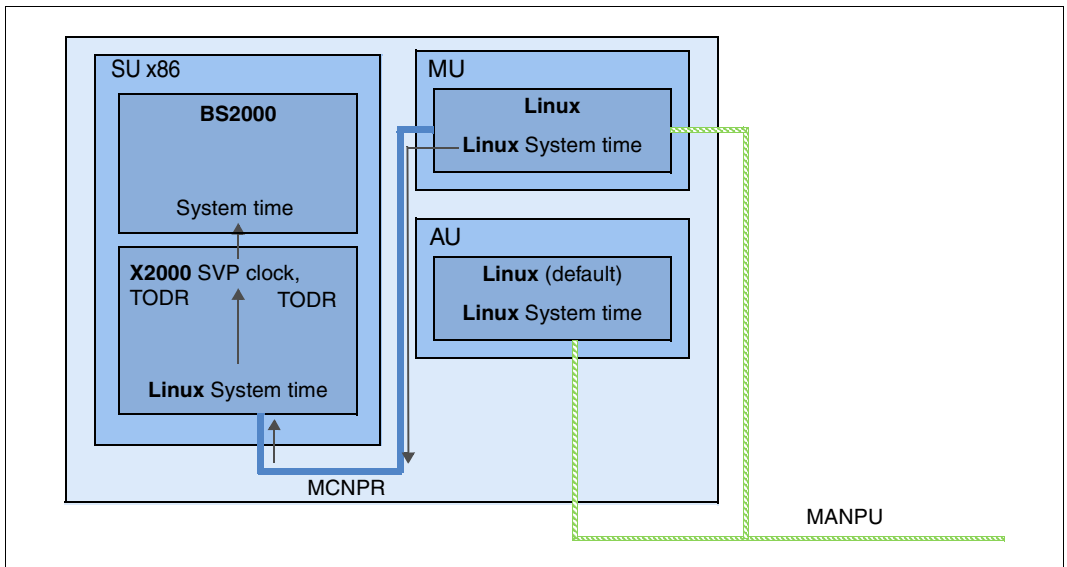 SU x86
BS2000
System time
X2000 SVP clock,
TODR
TODR
Linux System time
MU
Linux
Linux System time
AU
Linux (default)
Linux System time
MCNPR
MANPU